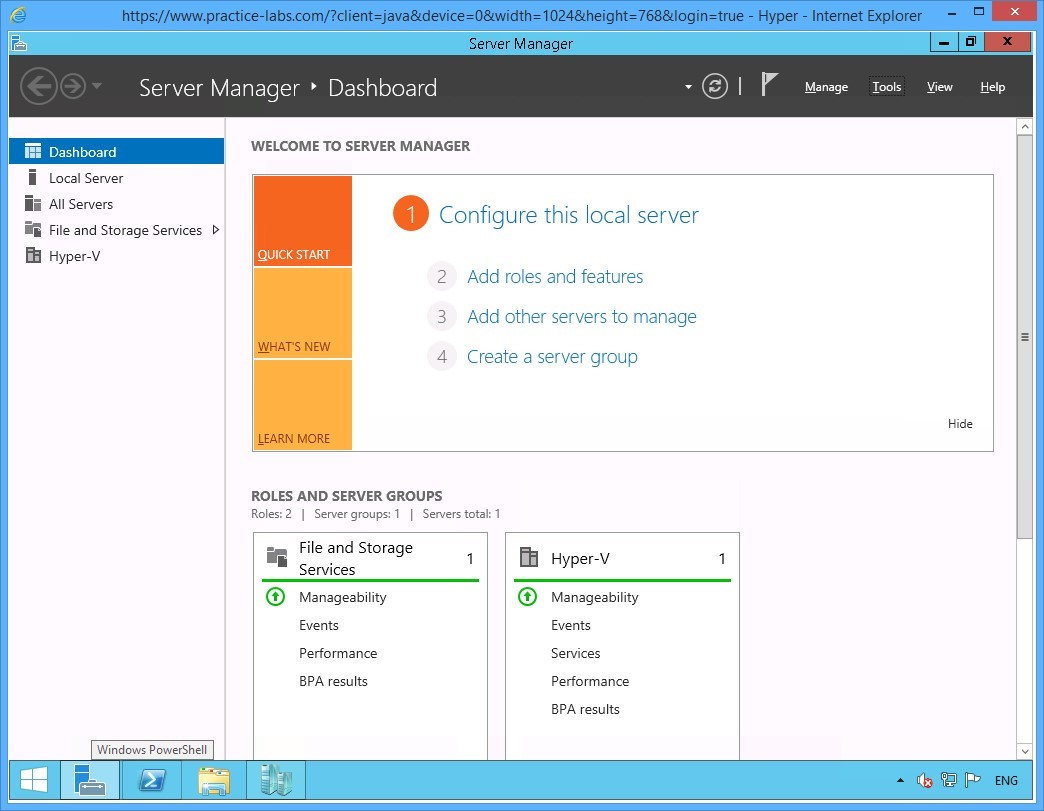 https://www.practice-labs.com/?client=java&device=0&width=1024&height=768&login=true - Hyper - Internet Explorer
Server Manager
Server Manager ‣ Dashboard
Manage
Tools
View
Help
Dashboard
Local Server
All Servers
File and Storage Services
Hyper-V
WELCOME TO SERVER MANAGER
QUICK START
WHAT'S NEW
LEARN MORE
1 Configure this local server
2 Add roles and features
3 Add other servers to manage
4 Create a server group
Hide
ROLES AND SERVER GROUPS
Roles: 2 | Server groups: 1 | Servers total: 1
File and Storage
Services
1
Manageability
Events
Performance
BPA results
Hyper-V
1
Manageability
Events
Services
Performance
BPA results
Windows PowerShell
ENG